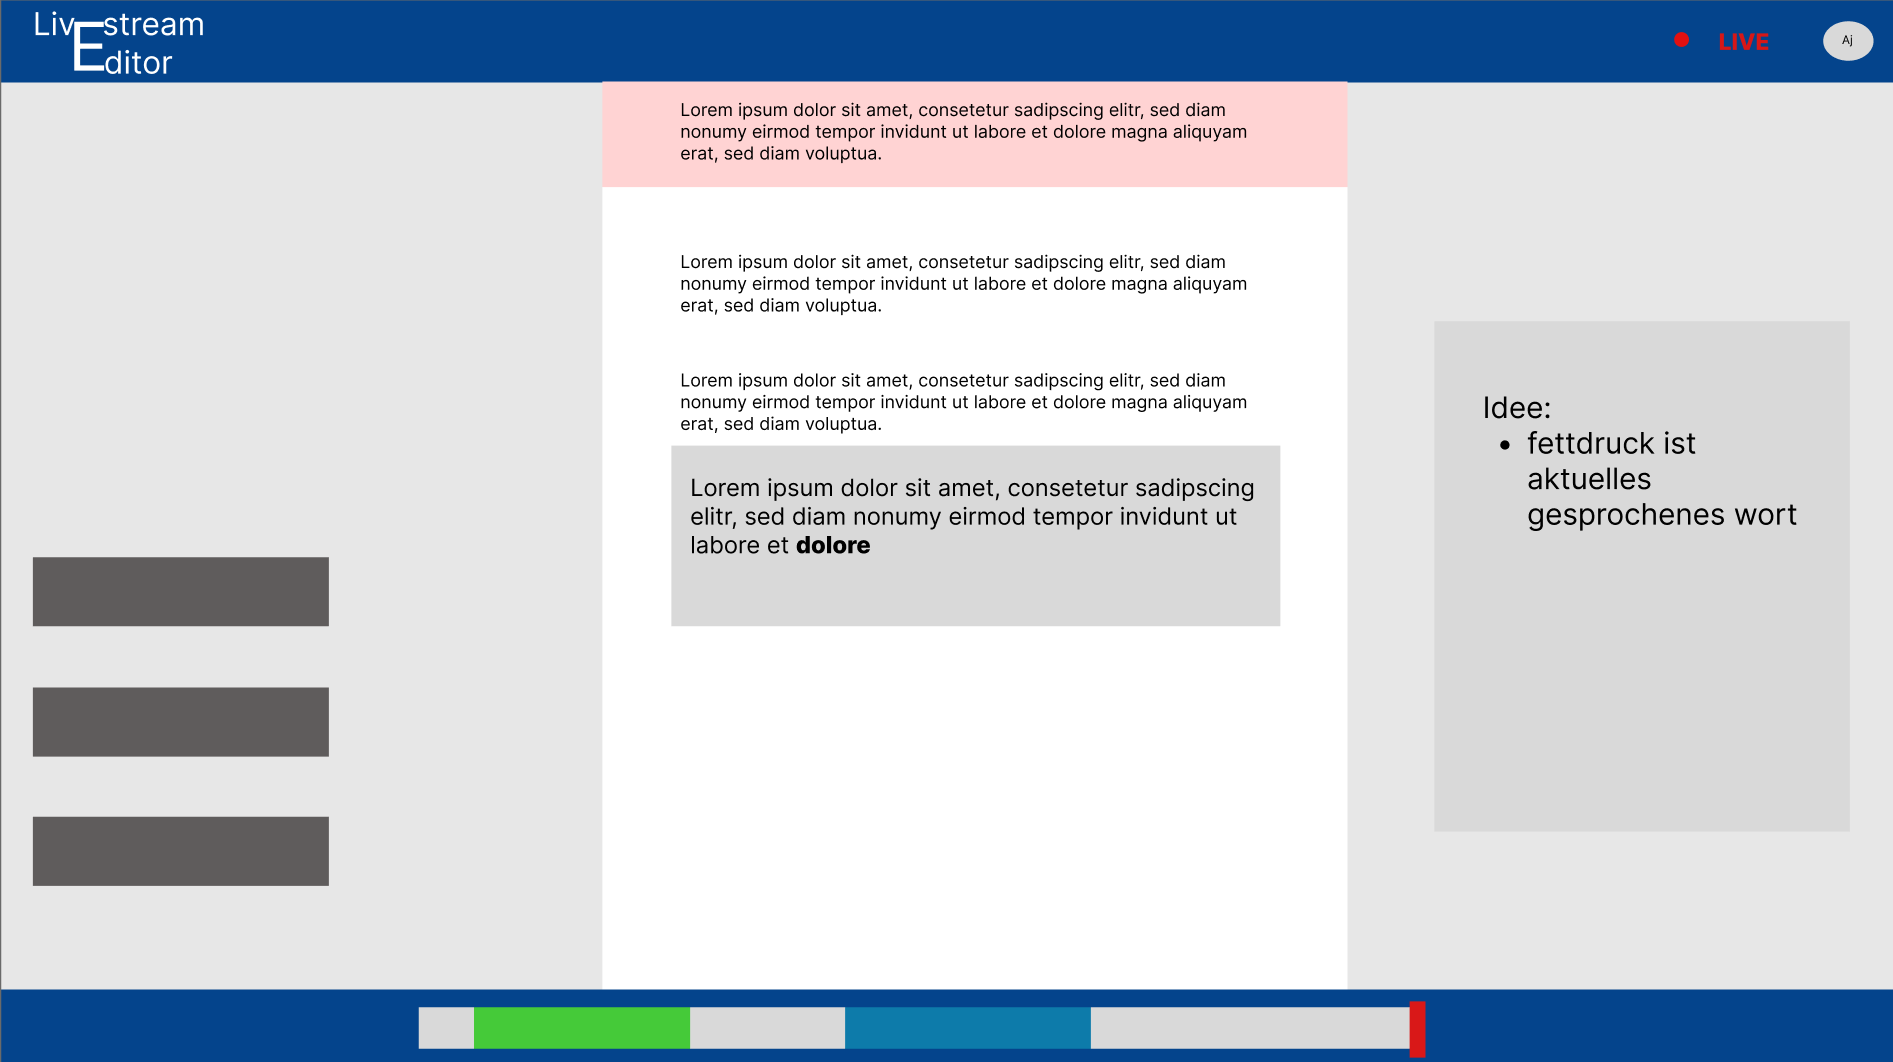 Livestream
Editor
LIVE
Aj
Lorem ipsum dolor sit amet, consetetur sadipscing elitr, sed diam
nonumy eirmod tempor invidunt ut labore et dolore magna aliquyam
erat, sed diam voluptua.
Lorem ipsum dolor sit amet, consetetur sadipscing elitr, sed diam
nonumy eirmod tempor invidunt ut labore et dolore magna aliquyam
erat, sed diam voluptua.
Lorem ipsum dolor sit amet, consetetur sadipscing elitr, sed diam
nonumy eirmod tempor invidunt ut labore et dolore magna aliquyam
erat, sed diam voluptua.
Lorem ipsum dolor sit amet, consetetur sadipscing
elitr, sed diam nonumy eirmod tempor invidunt ut
labore et dolore
Idee:
• fettdruck ist
aktuelles
gesprochenes wort